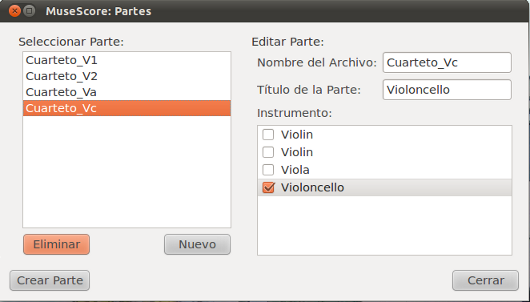 MuseScore: Partes
Seleccionar Parte:
Cuarteto_V1
Cuarteto_V2
Cuarteto_Va
Cuarteto_Vc
Eliminar
Nuevo
Editar Parte:
Nombre del Archivo: Cuarteto_Vc
Título de la Parte: Violoncello
Instrumento:
Violin
Violin
Viola
Violoncello
Crear Parte
Cerrar